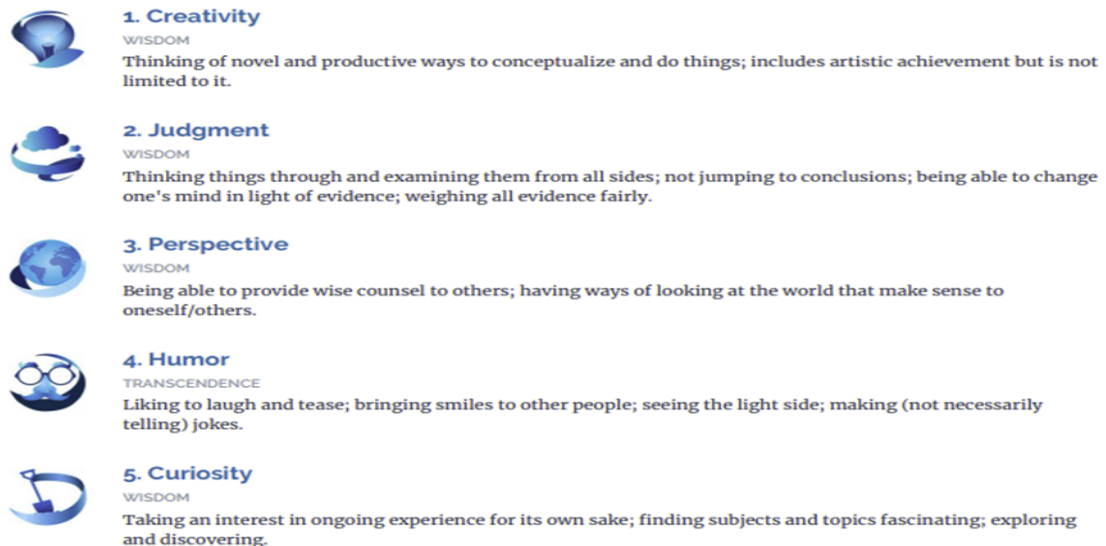 1. Creativity
WISDOM
Thinking of novel and productive ways to conceptualize and do things; includes artistic achievement but is not
limited to it.
2. Judgment
WISDOM
Thinking things through and examining them from all sides; not jumping to conclusions; being able to change
one's mind in light of evidence; weighing all evidence fairly.
3. Perspective
WISDOM
Being able to provide wise counsel to others; having ways of looking at the world that make sense to
oneself/others.
4. Humor
TRANSCENDENCE
Liking to laugh and tease; bringing smiles to other people; seeing the light side; making (not necessarily
telling) jokes.
5. Curiosity
WISDOM
Taking an interest in ongoing experience for its own sake; finding subjects and topics fascinating; exploring
and discovering.